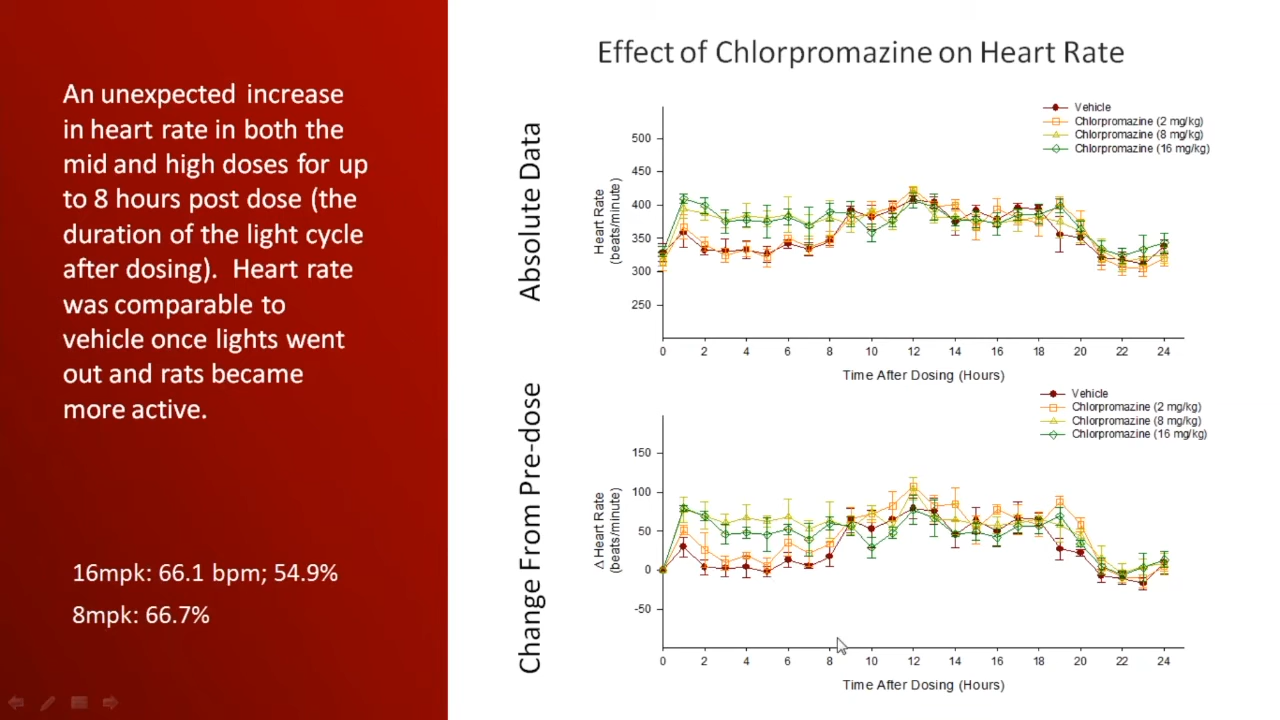 An unexpected increase
in heart rate in both the
mid and high doses for up
to 8 hours post dose (the
duration of the light cycle
after dosing). Heart rate
was comparable to
vehicle once lights went
out and rats became
more active.
16mpk: 66.1 bpm; 54.9%
8mpk: 66.7%
Effect of Chlorpromazine on Heart Rate
Absolute Data
Vehicle
Chlorpromazine (2 mg/kg)
Chlorpromazine (8 mg/kg)
Chlorpromazine (16 mg/kg)
Heart Rate
(beats/minute)
500
450
400
350
300
250
0 2 4 6 8 10 12 14 16 18 20 22 24
Time After Dosing (Hours)
Change From Pre-dose
Vehicle
Chlorpromazine (2 mg/kg)
Chlorpromazine (8 mg/kg)
Chlorpromazine (16 mg/kg)
Δ Heart Rate
(beats/minute)
150
100
50
0
-50
0 2 4 6 8 10 12 14 16 18 20 22 24
Time After Dosing (Hours)